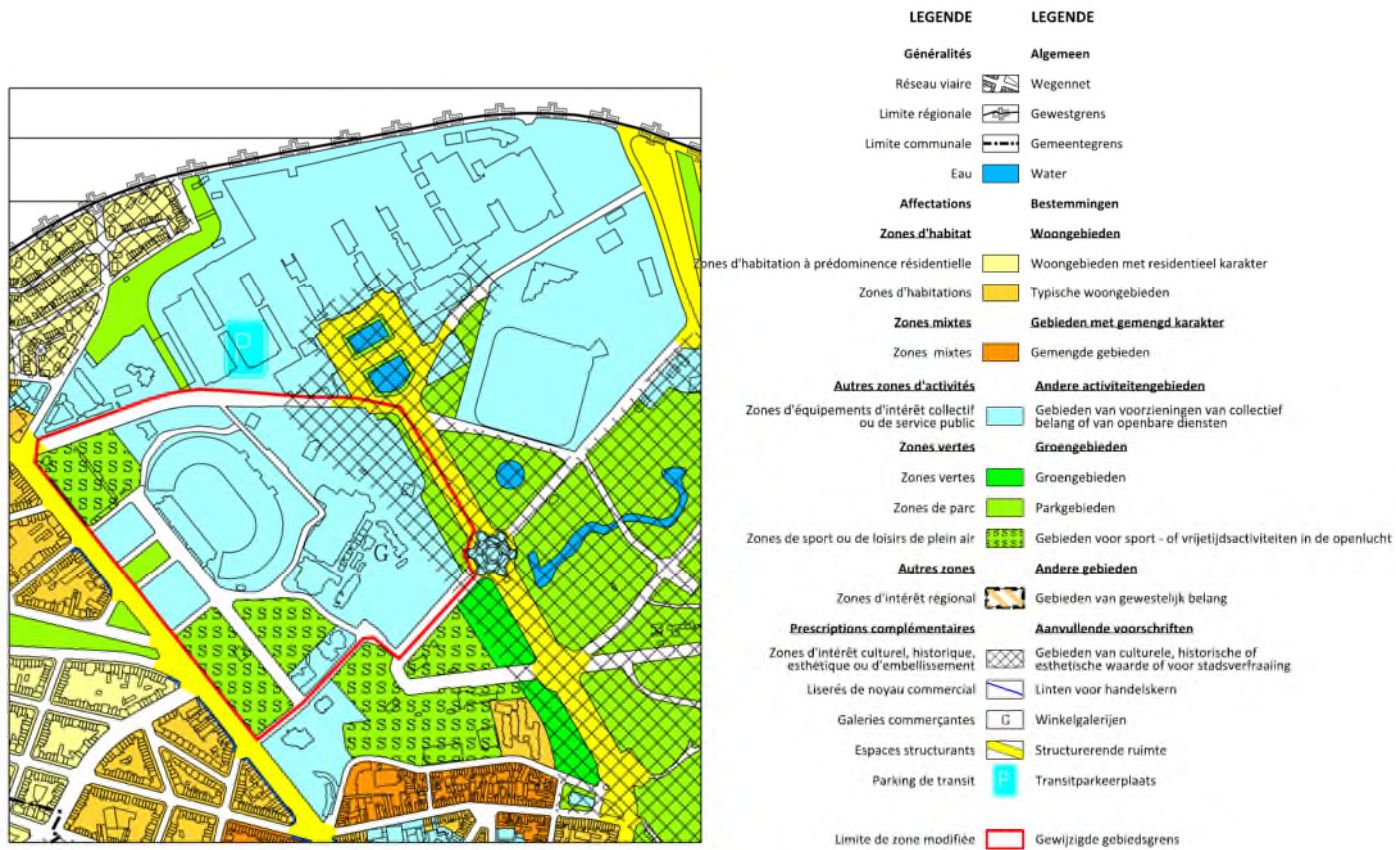 LEGENDE LEGENDE
Généralités Algemeen
Réseau viaire Wegennet
Limite régionale Gewestgrens
Limite communale Gemeentegrens
Eau Water
Affectations Bestemmingen
Zones d'habitat Woongebieden
Zones d'habitation à prédominence résidentielle Woongebieden met residentieel karakter
Zones d'habitations Typische woongebieden
Zones mixtes Gebieden met gemengd karakter
Zones mixtes Gemengde gebieden
Autres zones d'activités Andere activiteitengebieden
Zones d'équipements d'intérêt collectif Gebieden van voorzieningen van collectief
ou de service public belang of van openbare diensten
Zones vertes Groengebieden
Zones vertes Groengebieden
Zones de parc Parkgebieden
Zones de sport ou de loisirs de plein air Gebieden voor sport - of vrijetijdsactiviteiten in de openlucht
Autres zones Andere gebieden
Zones d'intérêt régional Gebieden van gewestelijk belang
Prescriptions complémentaires Aanvullende voorschriften
Zones d'intérêt culturel, historique, Gebieden van culturele, historische of
esthétique ou d'embellissement esthetische waarde of voor stadsverfraaiing
Liserés de noyau commercial Linten voor handelskern
Galeries commerçantes G Winkelgalerijen
Espaces structurants Structurerende ruimte
Parking de transit P Transitparkeerplaats
Limite de zone modifiée Gewijzigde gebiedsgrens
P
G